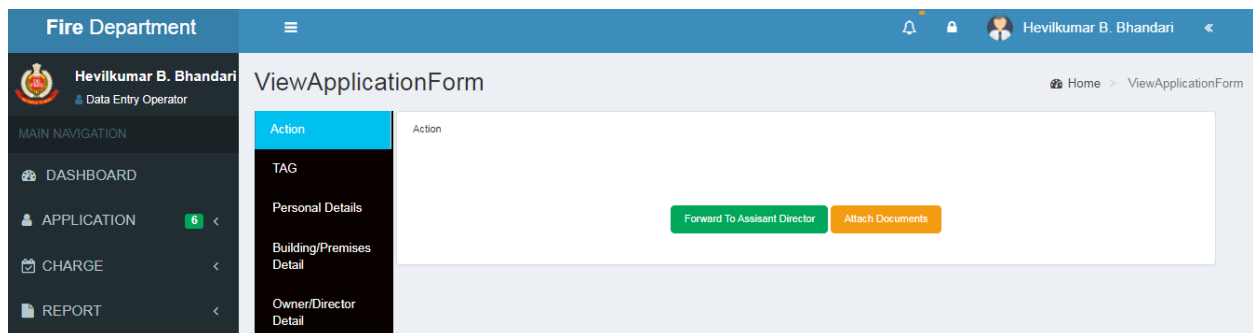 Fire Department
Hevilkumar B. Bhandari
Hevilkumar B. Bhandari
Data Entry Operator
MAIN NAVIGATION
DASHBOARD
APPLICATION 6
CHARGE
REPORT
ViewApplicationForm
Home > ViewApplicationForm
Action
TAG
Personal Details
Building/Premises
Detail
Owner/Director
Detail
Action
Forward To Assisant Director
Attach Documents